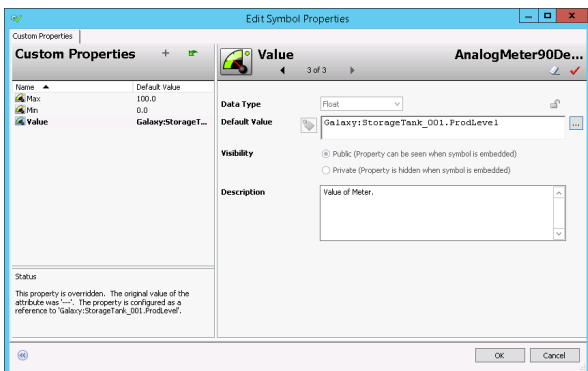 Edit Symbol Properties
Custom Properties
Custom Properties
Name
Default Value
Max
100.0
Min
0.0
Value
Galaxy:StorageT...
Status
This property is overridden. The original value of the
attribute was '---'. The property is configured as a
reference to 'Galaxy:StorageTank_001.ProdLevel'.
Value
AnalogMeter90De...
3 of 3
Data Type
Float
Default Value
Galaxy:StorageTank_001.ProdLevel
...
Visibility
Public (Property can be seen when symbol is embedded)
Private (Property is hidden when symbol is embedded)
Description
Value of Meter.
OK
Cancel